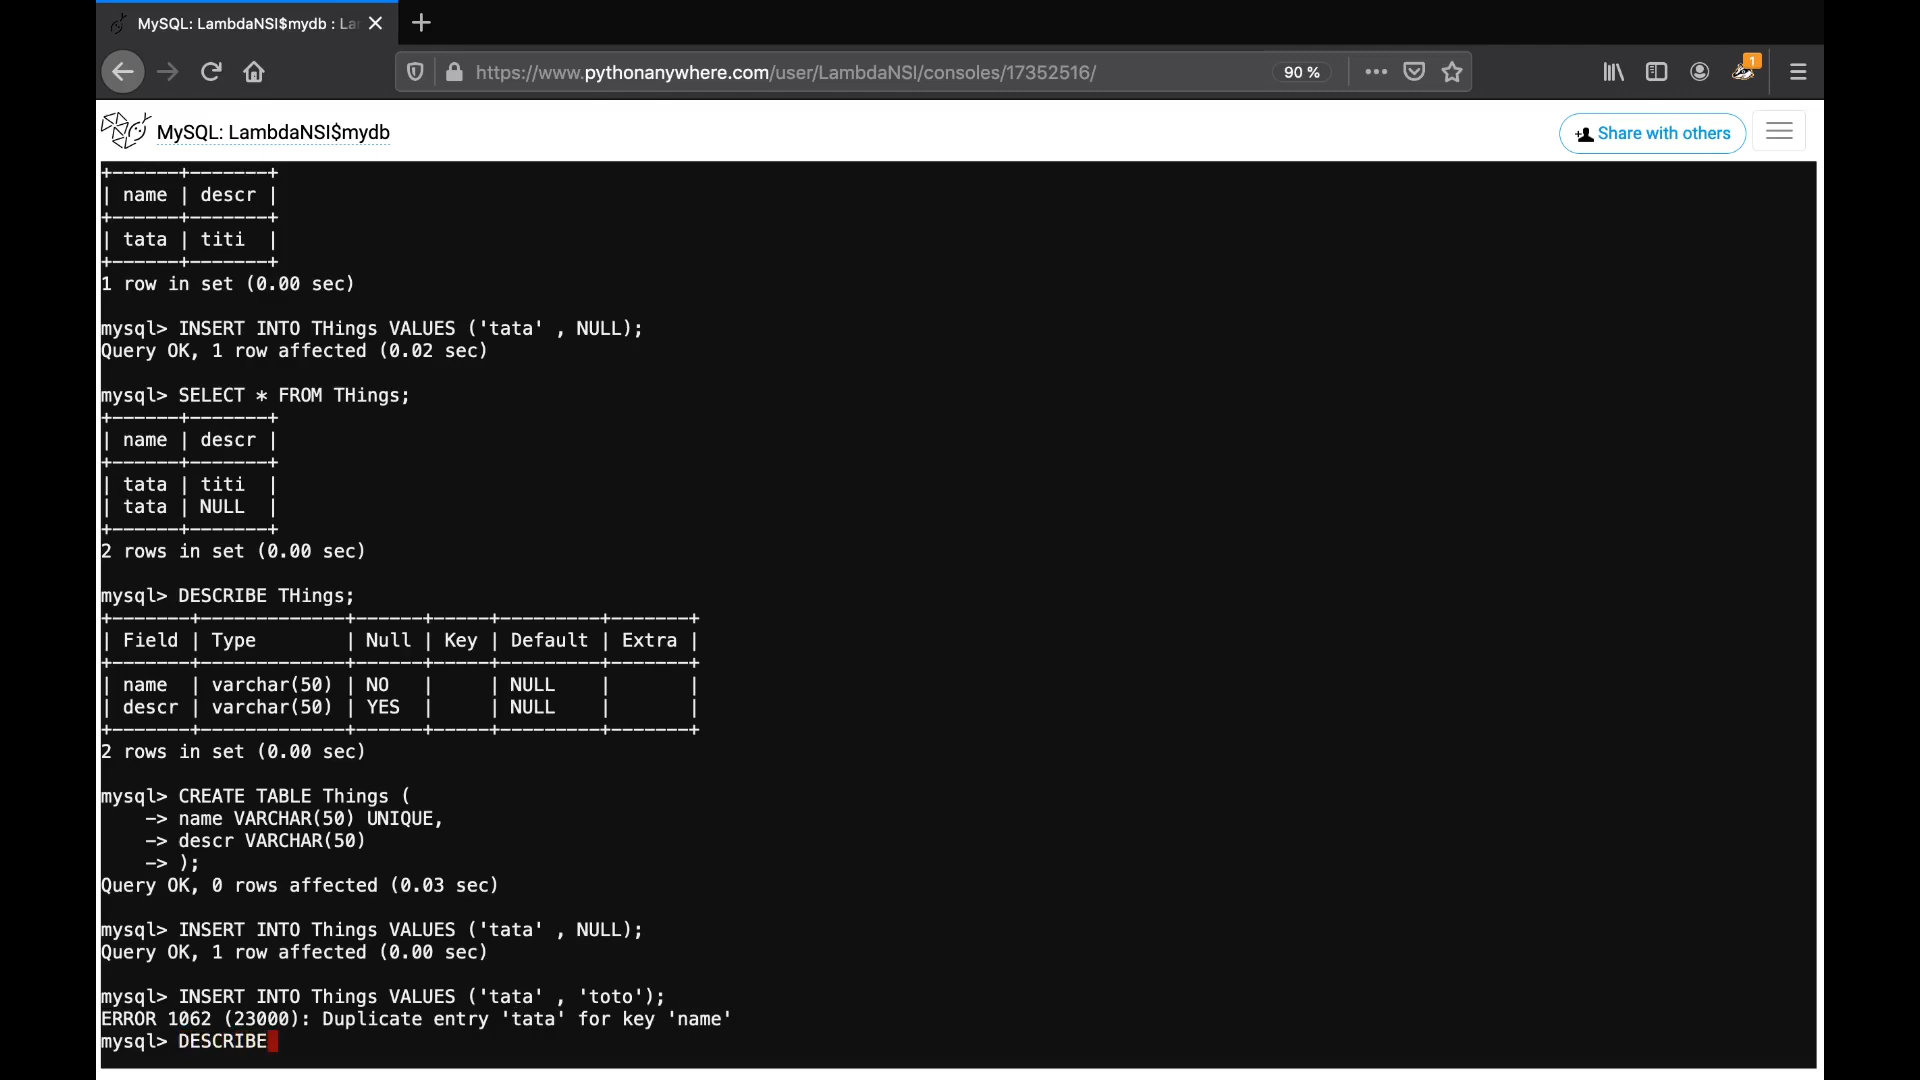 MySQL: LambdaNSI$mydb : La
https://www.pythonanywhere.com/user/LambdaNSI/consoles/17352516/
90 %
1
MySQL: LambdaNSI$mydb
Share with others
+------+-------+
| name | descr |
+------+-------+
| tata | titi  |
+------+-------+
1 row in set (0.00 sec)
mysql> INSERT INTO THings VALUES ('tata' , NULL);
Query OK, 1 row affected (0.02 sec)
mysql> SELECT * FROM THings;
+------+-------+
| name | descr |
+------+-------+
| tata | titi  |
| tata | NULL  |
+------+-------+
2 rows in set (0.00 sec)
mysql> DESCRIBE THings;
+-------+-------------+------+-----+---------+-------+
| Field | Type        | Null | Key | Default | Extra |
+-------+-------------+------+-----+---------+-------+
| name  | varchar(50) | NO   |     | NULL    |       |
| descr | varchar(50) | YES  |     | NULL    |       |
+-------+-------------+------+-----+---------+-------+
2 rows in set (0.00 sec)
mysql> CREATE TABLE Things (
    -> name VARCHAR(50) UNIQUE,
    -> descr VARCHAR(50)
    -> );
Query OK, 0 rows affected (0.03 sec)
mysql> INSERT INTO Things VALUES ('tata' , NULL);
Query OK, 1 row affected (0.00 sec)
mysql> INSERT INTO Things VALUES ('tata' , 'toto');
ERROR 1062 (23000): Duplicate entry 'tata' for key 'name'
mysql> DESCRIBE